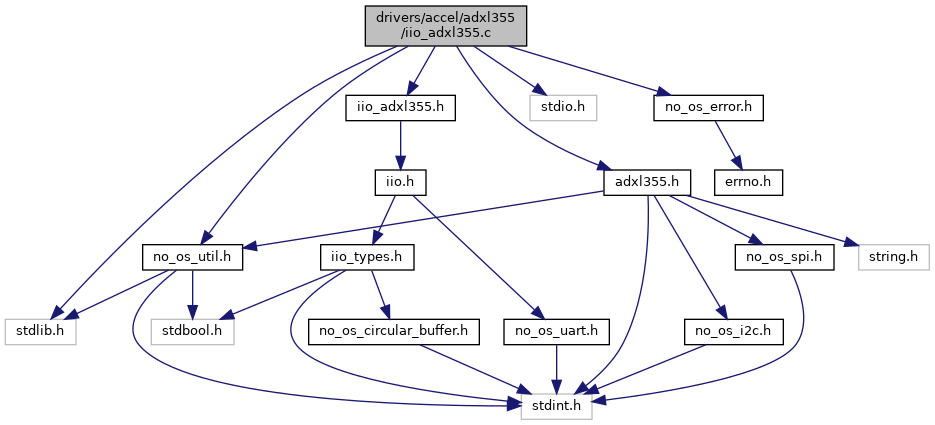 drivers/accel/adxl355
/iio_adxl355.c
iio_adxl355.h
stdio.h
no_os_error.h
iio.h
adxl355.h
errno.h
no_os_util.h
iio_types.h
no_os_spi.h
string.h
stdlib.h
stdbool.h
no_os_circular_buffer.h
no_os_uart.h
no_os_i2c.h
stdint.h